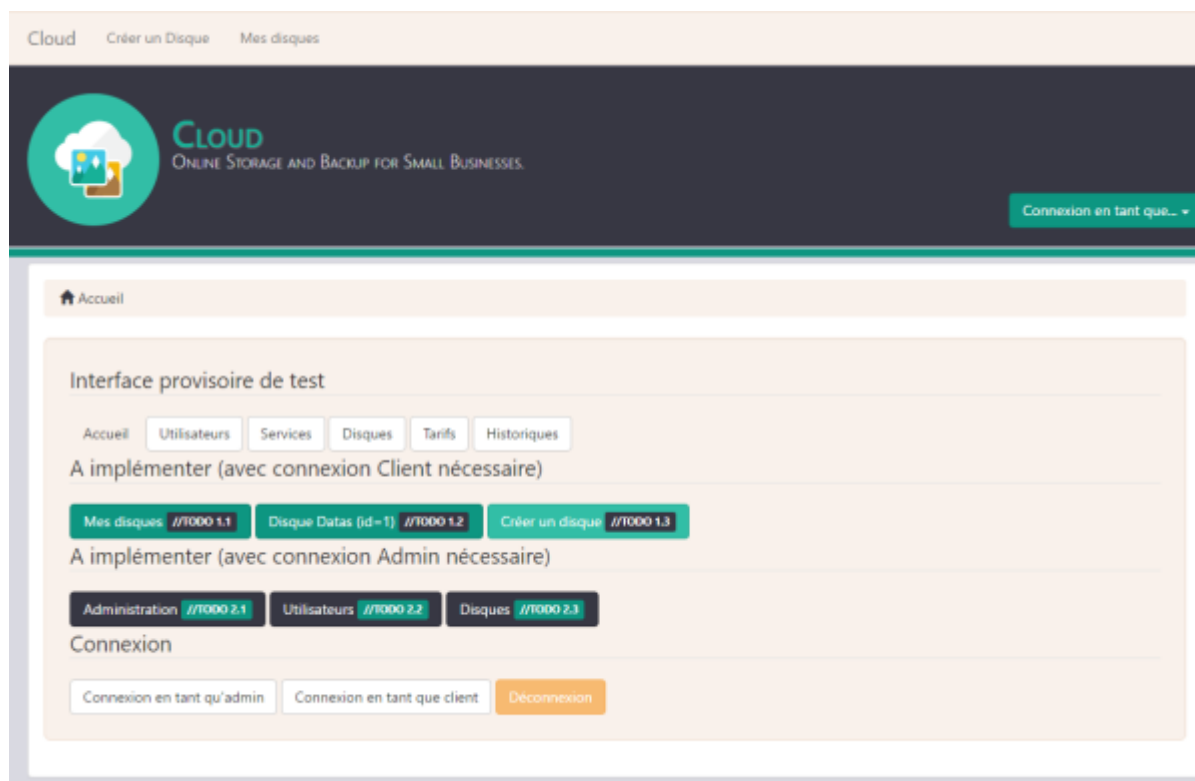 Cloud Créer un Disque Mes disques
CLOUD
ONLINE STORAGE AND BACKUP FOR SMALL BUSINESSES.
Connexion en tant que...
Accueil
Interface provisoire de test
Accueil Utilisateurs Services Disques Tarifs Historiques
A implémenter (avec connexion Client nécessaire)
Mes disques //TODO 1.1 Disque Datas (id=1) //TODO 1.2 Créer un disque //TODO 1.3
A implémenter (avec connexion Admin nécessaire)
Administration //TODO 2.1 Utilisateurs //TODO 2.2 Disques //TODO 2.3
Connexion
Connexion en tant qu'admin Connexion en tant que client Déconnexion